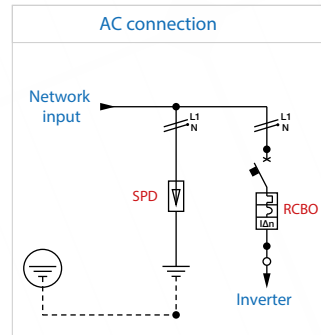 AC connection
Network
input
L1
N
L1
N
SPD
RCBO
IΔn
Inverter